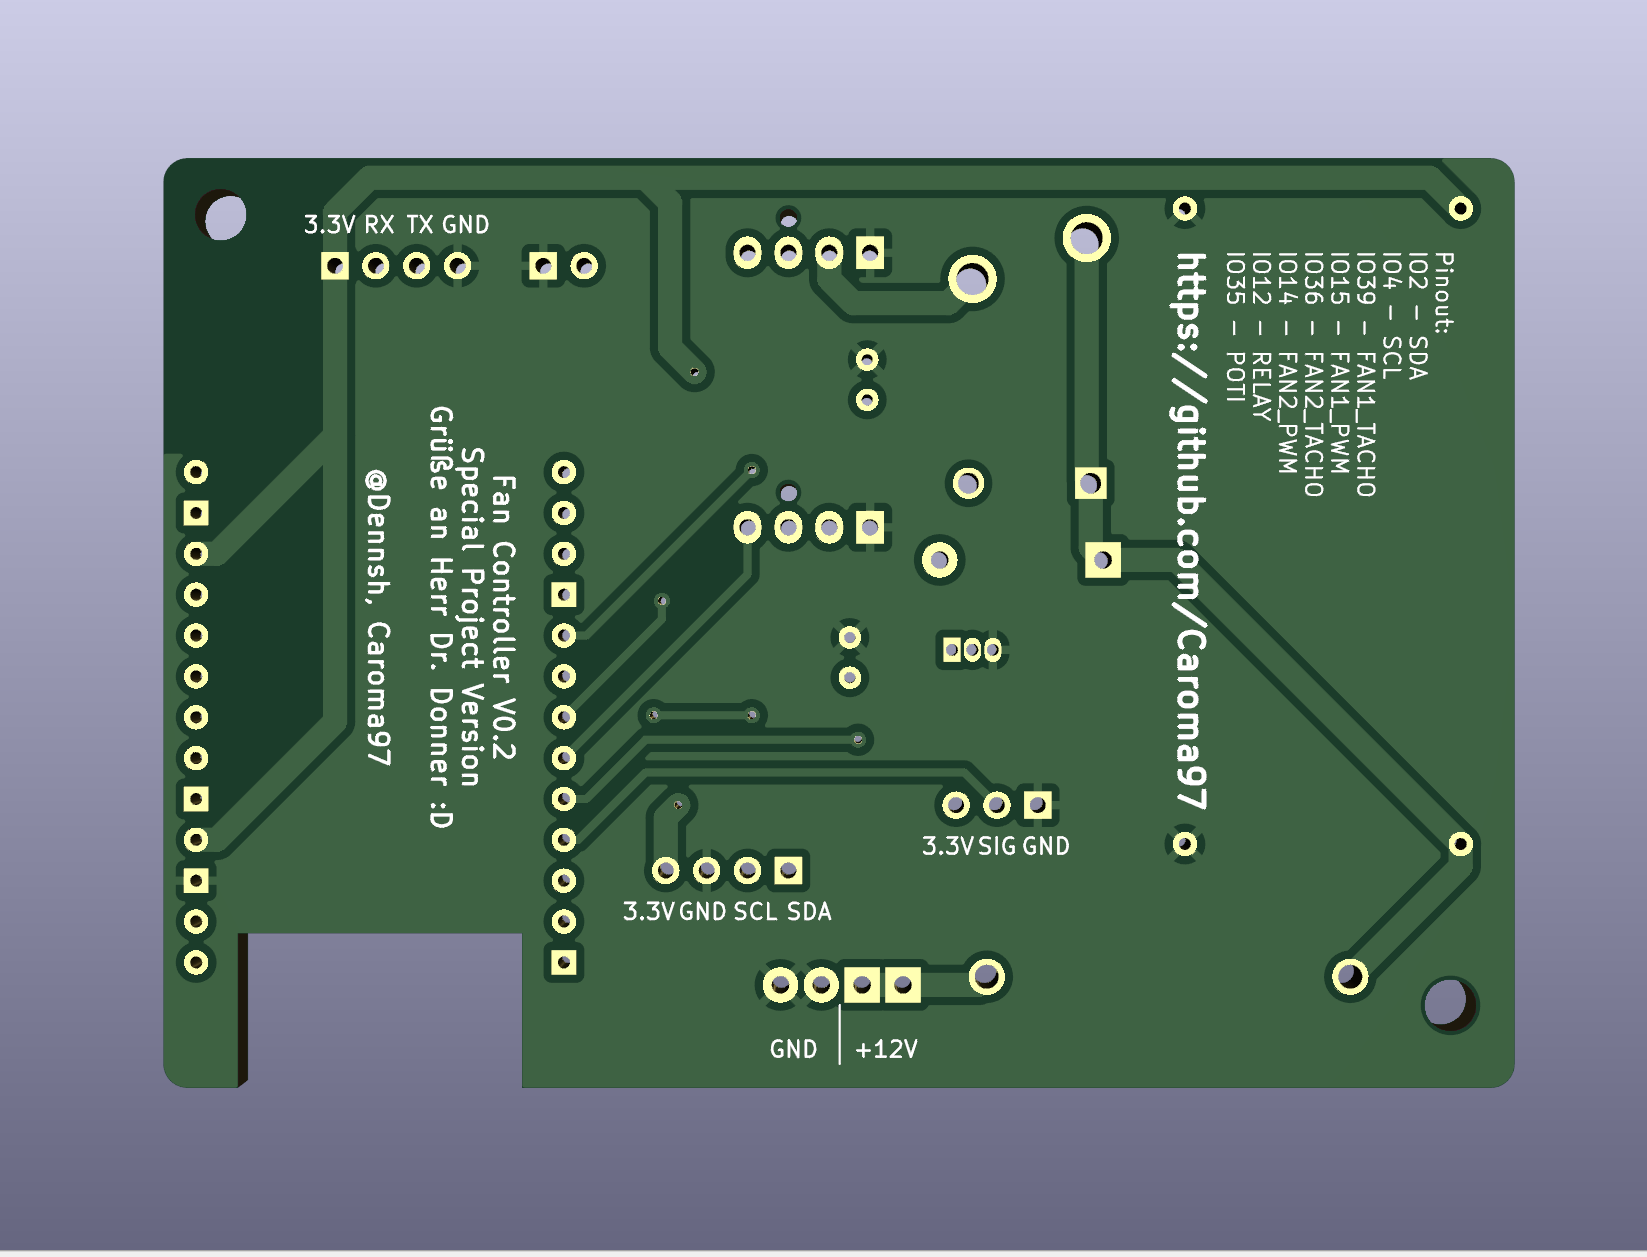 3.3V RX TX GND
Pinout:
IO2 - SDA
IO4 - SCL
IO39 - FAN1_TACHO
IO15 - FAN1_PWM
IO36 - FAN2_TACHO
IO14 - FAN2_PWM
IO12 - RELAY
IO35 - POTI
https://github.com/Caroma97
Fan Controller V0.2
Special Project Version
Grüße an Herr Dr. Donner :D
@Dennsh, Caroma97
3.3V SIG GND
3.3V GND SCL SDA
GND | +12V